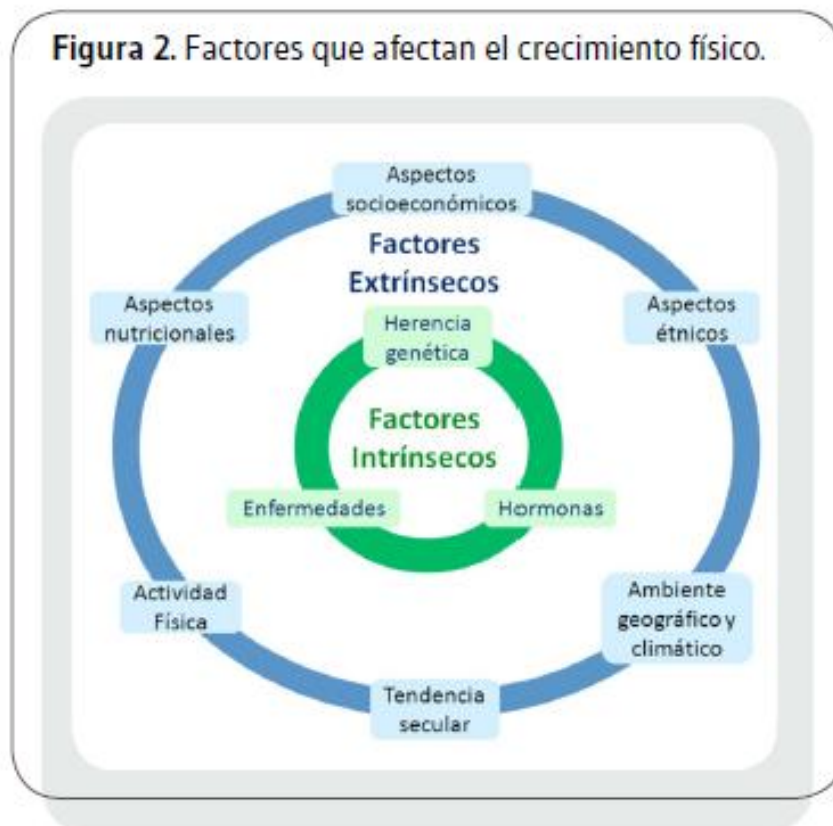 Figura 2. Factores que afectan el crecimiento físico.
Aspectos
socioeconómicos
Factores
Extrínsecos
Aspectos
nutricionales
Aspectos
étnicos
Herencia
genética
Factores
Intrínsecos
Enfermedades
Hormonas
Actividad
Física
Ambiente
geográfico y
climático
Tendencia
secular